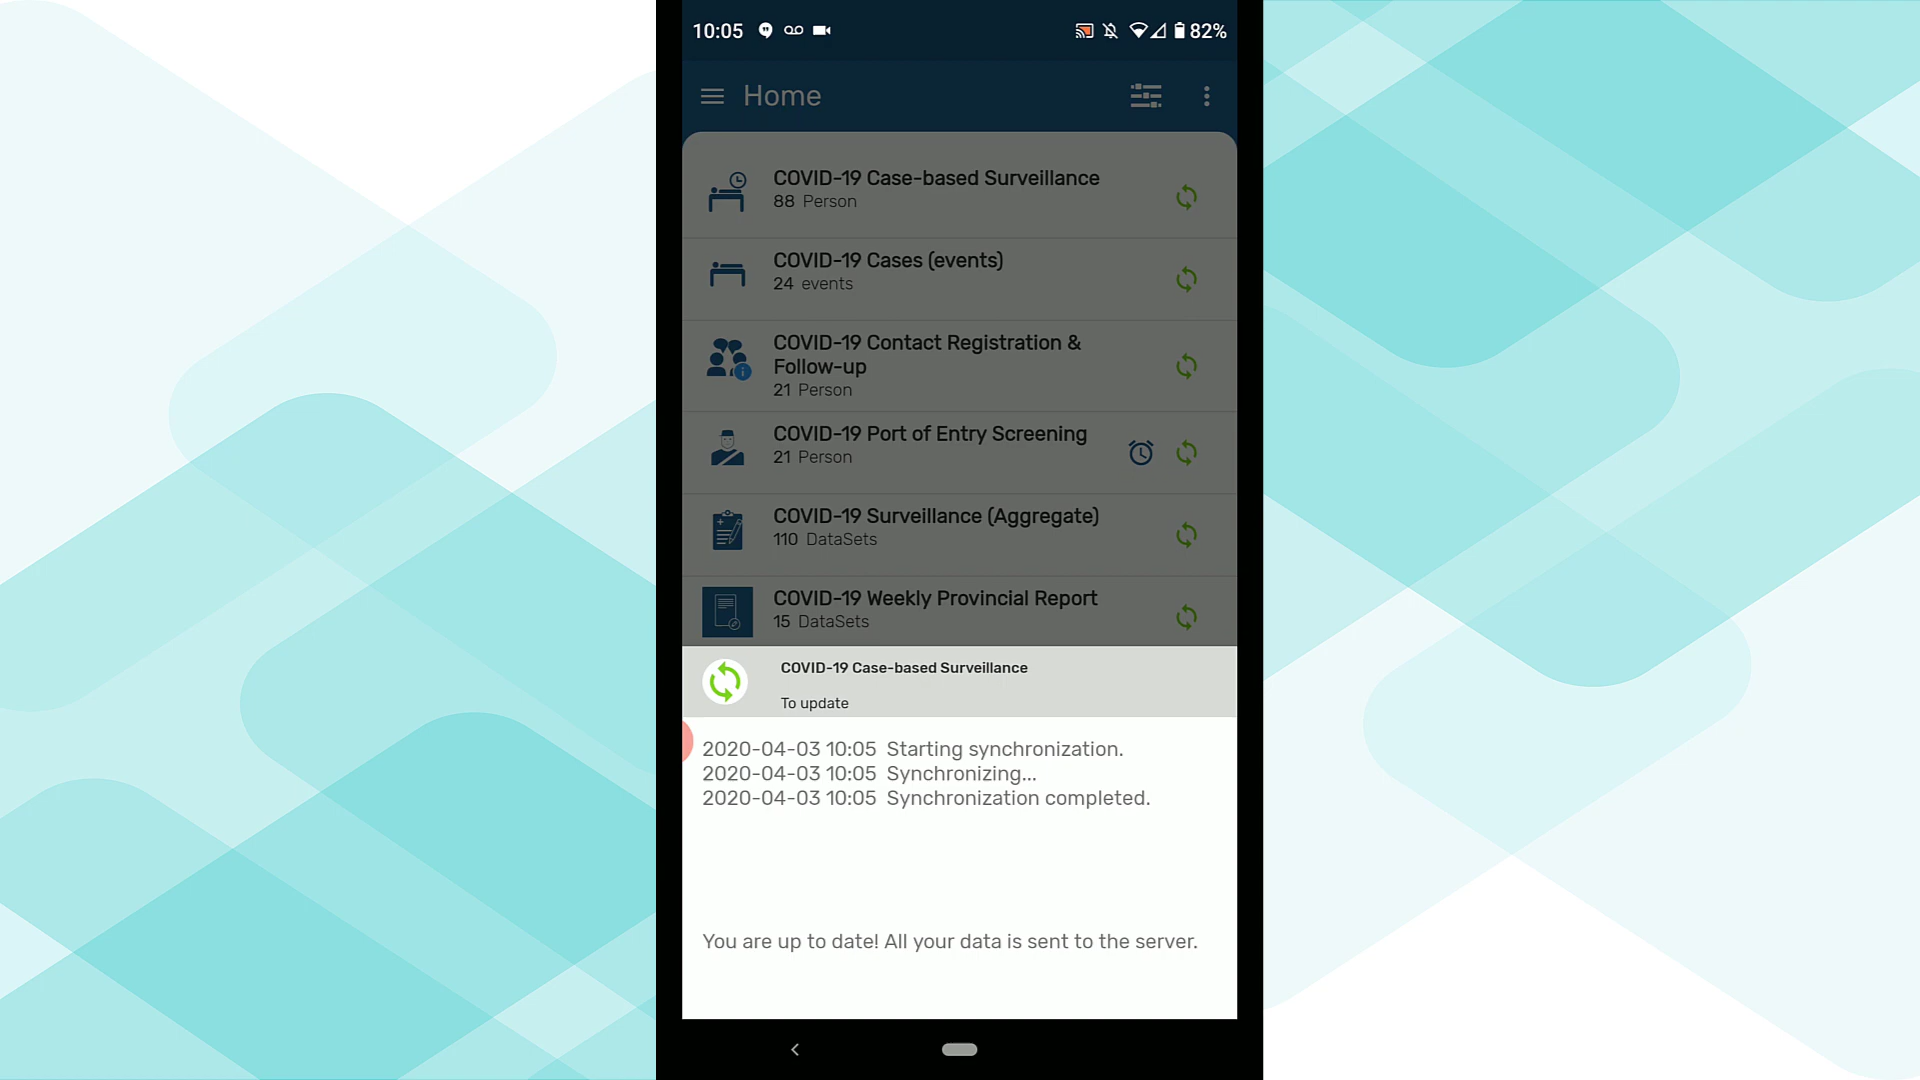 10:05
82%
Home
COVID-19 Case-based Surveillance
88 Person
COVID-19 Cases (events)
24 events
COVID-19 Contact Registration &
Follow-up
21 Person
COVID-19 Port of Entry Screening
21 Person
COVID-19 Surveillance (Aggregate)
110 DataSets
COVID-19 Weekly Provincial Report
15 DataSets
COVID-19 Case-based Surveillance
To update
2020-04-03 10:05 Starting synchronization.
2020-04-03 10:05 Synchronizing...
2020-04-03 10:05 Synchronization completed.
You are up to date! All your data is sent to the server.